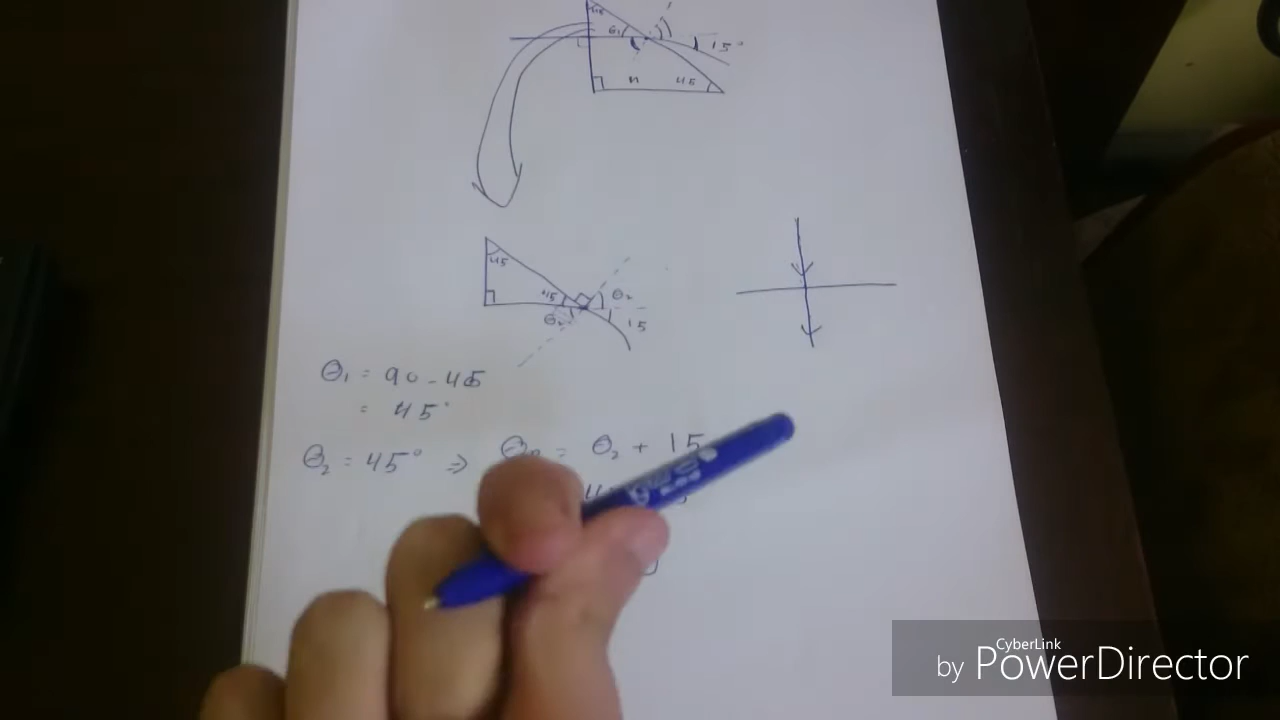 45
θ1
15°
n
45
45
45
θ2
θ2
15
θ1 = 90 - 45
= 45°
θ2 = 45° ⇒ = θ2 + 15
CyberLink
by PowerDirector